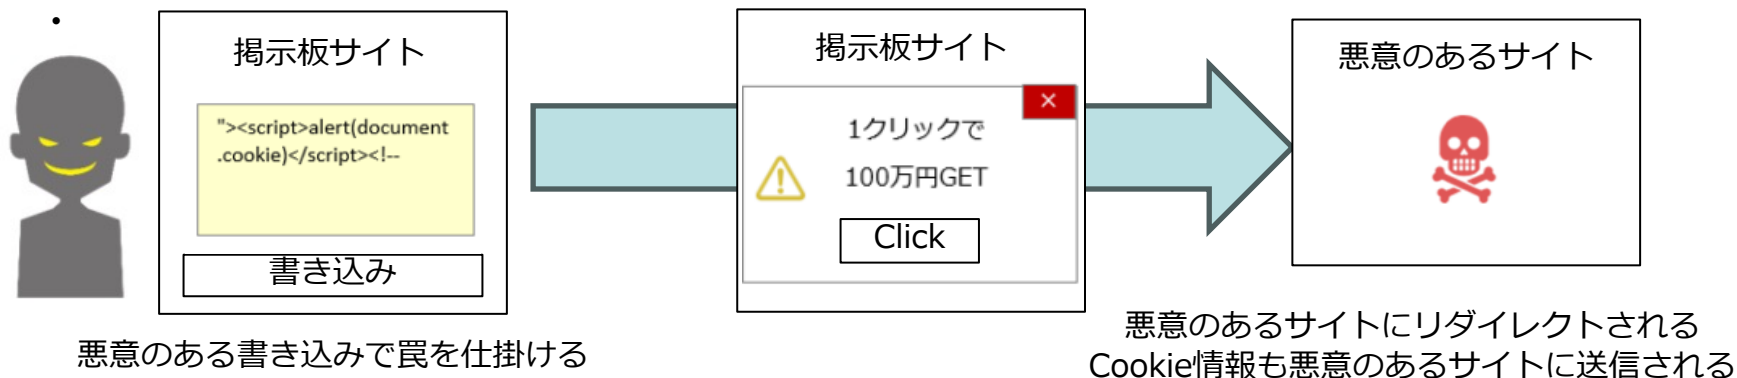 ・
掲示板サイト
"><script>alert(document
.cookie)</script><!--
書き込み
悪意のある書き込みで罠を仕掛ける
掲示板サイト
×
1クリックで
100万円GET
Click
悪意のあるサイト
悪意のあるサイトにリダイレクトされる
Cookie情報も悪意のあるサイトに送信される